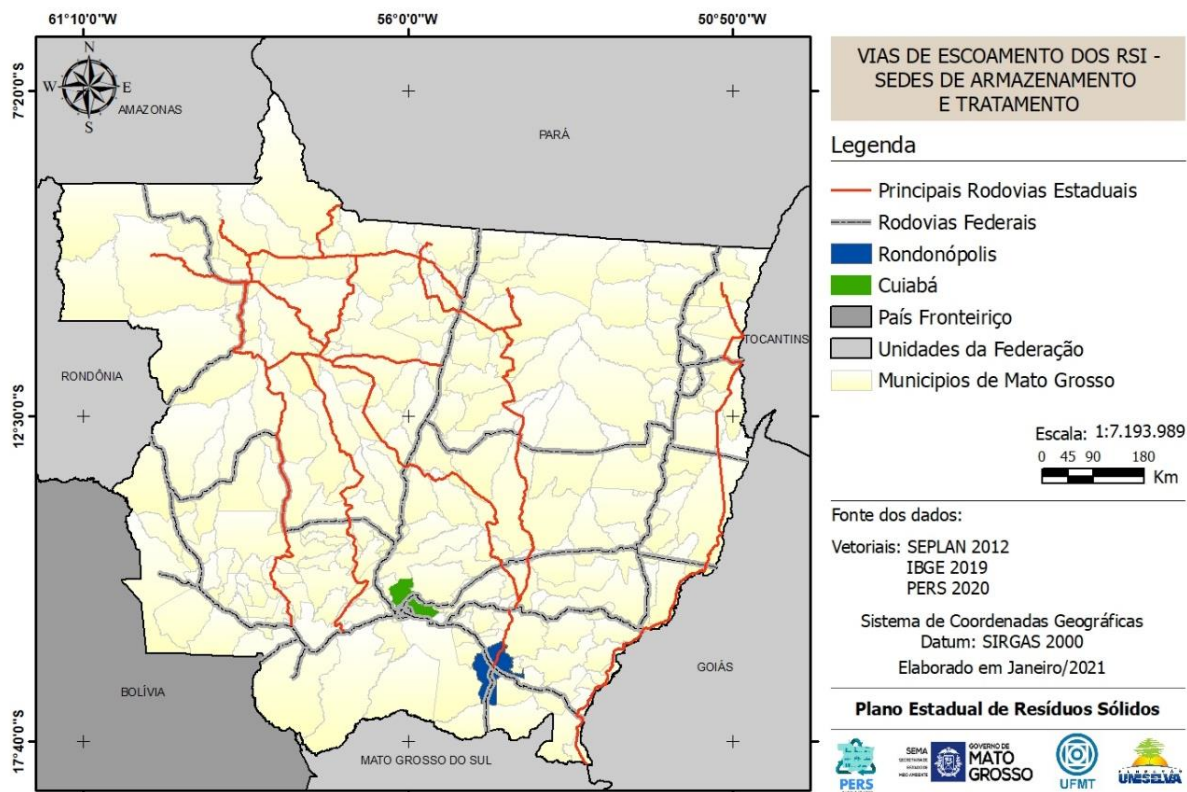 61°10'0"W
56°0'0"W
50°50'0"W
7°20'0"S
12°30'0"S
17°40'0"S
N
W
E
S
AMAZONAS
PARÁ
TOCANTINS
RONDÔNIA
BOLÍVIA
GOIÁS
MATO GROSSO DO SUL
VIAS DE ESCOAMENTO DOS RSI -
SEDES DE ARMAZENAMENTO
E TRATAMENTO
Legenda
Principais Rodovias Estaduais
Rodovias Federais
Rondonópolis
Cuiabá
País Fronteiriço
Unidades da Federação
Municipios de Mato Grosso
Escala: 1:7.193.989
0 45 90 180
Km
Fonte dos dados:
Vetoriais: SEPLAN 2012
IBGE 2019
PERS 2020
Sistema de Coordenadas Geográficas
Datum: SIRGAS 2000
Elaborado em Janeiro/2021
Plano Estadual de Resíduos Sólidos
PERS
SEMA
SECRETARIA
ESTADO DE
MEIO AMBIENTE
GOVERNO DE
MATO
GROSSO
UFMT
UNISELVA